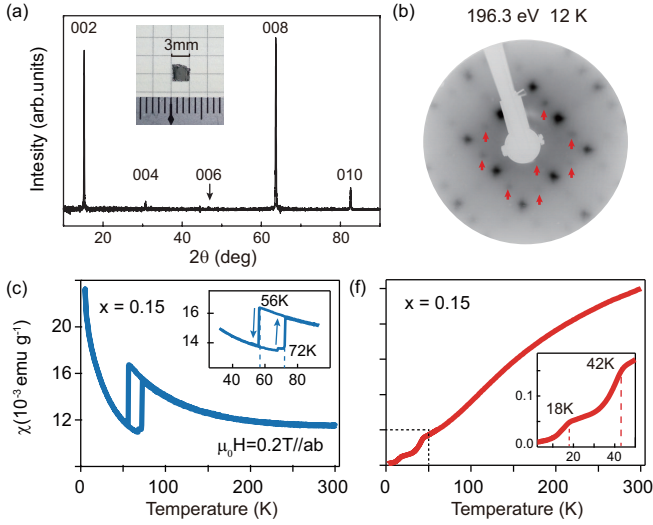 (a)
002
3mm
008
004
006
010
Intesity (arb.units)
20
40
60
80
2θ (deg)
(b)
196.3 eV 12 K
(c)
x = 0.15
20
16
12
χ(10⁻³ emu g⁻¹)
16
14
56K
72K
40
60
80
100
μ₀H=0.2T//ab
0
100
200
300
Temperature (K)
(f)
x = 0.15
42K
18K
0.1
0.0
20
40
0
100
200
300
Temperature (K)